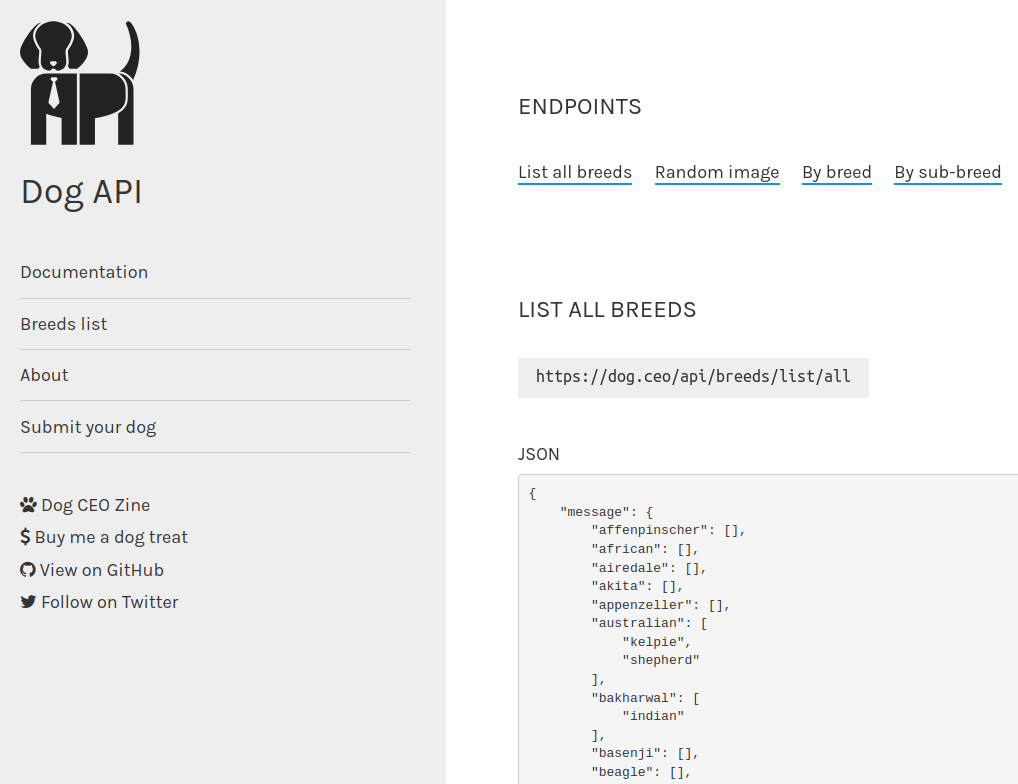 Dog API
Documentation
Breeds list
About
Submit your dog
Dog CEO Zine
Buy me a dog treat
View on GitHub
Follow on Twitter
ENDPOINTS
List all breeds Random image By breed By sub-breed
LIST ALL BREEDS
https://dog.ceo/api/breeds/list/all
JSON
{
    "message": {
        "affenpinscher": [],
        "african": [],
        "airedale": [],
        "akita": [],
        "appenzeller": [],
        "australian": [
            "kelpie",
            "shepherd"
        ],
        "bakharwal": [
            "indian"
        ],
        "basenji": [],
        "beagle": [],